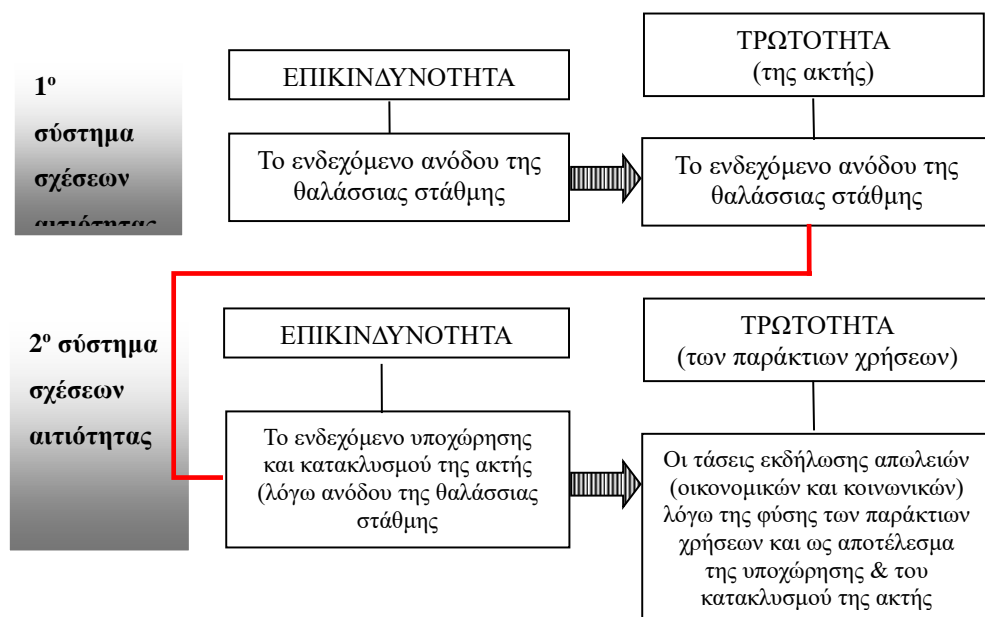 1ο
σύστημα
σχέσεων
αιτιότητας
ΕΠΙΚΙΝΔΥΝΟΤΗΤΑ
Το ενδεχόμενο ανόδου της
θαλάσσιας στάθμης
ΤΡΩΤΟΤΗΤΑ
(της ακτής)
Το ενδεχόμενο ανόδου της
θαλάσσιας στάθμης
2ο σύστημα
σχέσεων
αιτιότητας
ΕΠΙΚΙΝΔΥΝΟΤΗΤΑ
Το ενδεχόμενο υποχώρησης
και κατακλυσμού της ακτής
(λόγω ανόδου της θαλάσσιας
στάθμης
ΤΡΩΤΟΤΗΤΑ
(των παράκτιων χρήσεων)
Οι τάσεις εκδήλωσης απωλειών
(οικονομικών και κοινωνικών)
λόγω της φύσης των παράκτιων
χρήσεων και ως αποτέλεσμα
της υποχώρησης & του
κατακλυσμού της ακτής